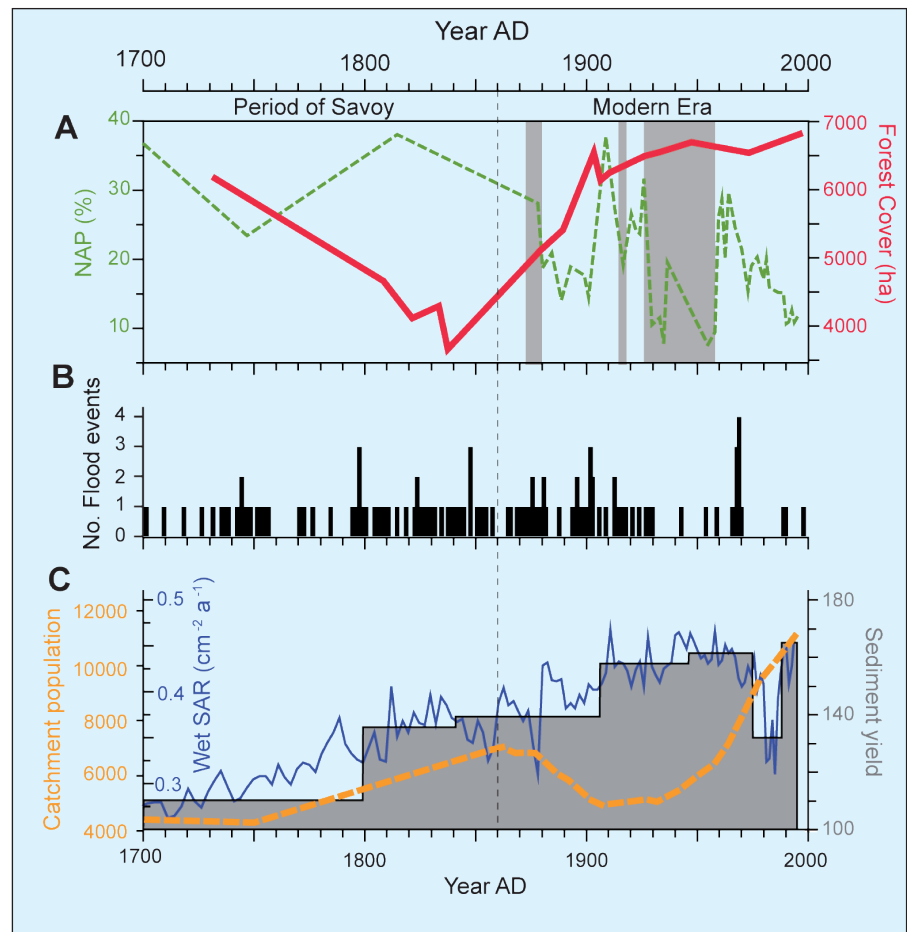 Year AD
1700 1800 1900 2000
Period of Savoy Modern Era
A
40
30
20
10
NAP (%)
7000
6000
5000
4000
Forest Cover (ha)
B
4
3
2
1
0
No. Flood events
C
12000
10000
8000
6000
4000
Catchment population
0.5
0.4
0.3
Wet SAR (cm⁻² a⁻¹)
180
140
100
Sediment yield
1700 1800 1900 2000
Year AD